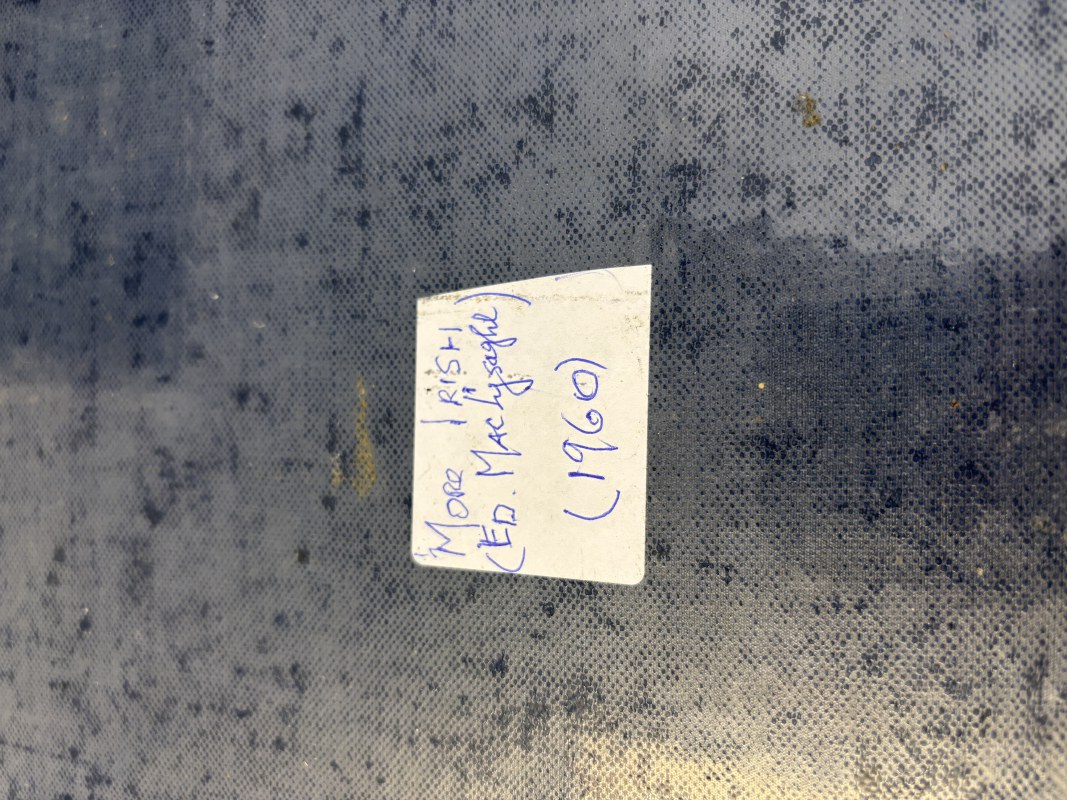 MORE IRISH
(ED. MACLysaght)
(1960)